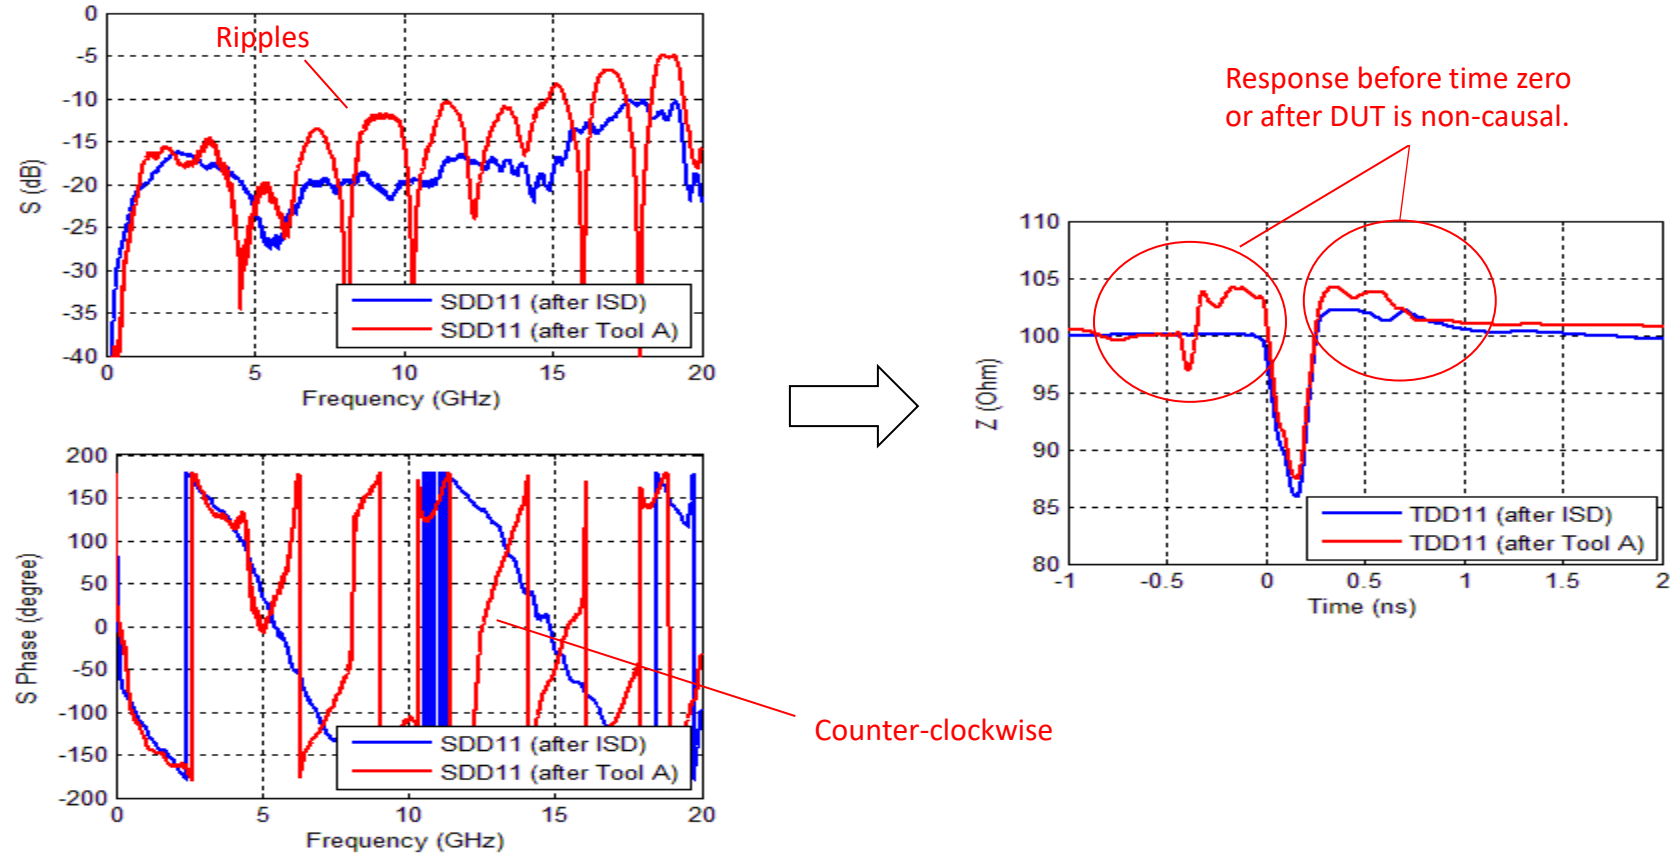 Ripples
0
-5
-10
-15
-20
-25
-30
-35
-40
S (dB)
SDD11 (after ISD)
SDD11 (after Tool A)
0 5 10 15 20
Frequency (GHz)
200
150
100
50
0
-50
-100
-150
-200
S Phase (degree)
SDD11 (after ISD)
SDD11 (after Tool A)
0 5 10 15 20
Frequency (GHz)
Counter-clockwise
Response before time zero
or after DUT is non-causal.
110
105
100
95
90
85
80
Z (Ohm)
TDD11 (after ISD)
TDD11 (after Tool A)
-1 -0.5 0 0.5 1 1.5 2
Time (ns)